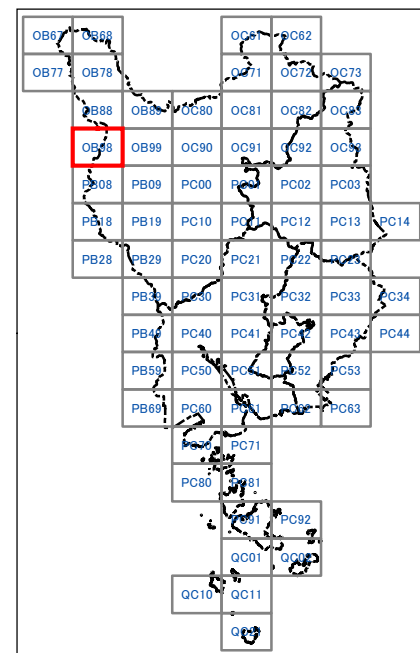 OB67 OB68 OC61 OC62
OB77 OB78 OC71 OC72 OC73
OB88 OB89 OC80 OC81 OC82 OC83
OB98 OB99 OC90 OC91 OC92 OC93
PB08 PB09 PC00 PC01 PC02 PC03
PB18 PB19 PC10 PC11 PC12 PC13 PC14
PB28 PB29 PC20 PC21 PC22 PC23
PB39 PC30 PC31 PC32 PC33 PC34
PB49 PC40 PC41 PC42 PC43 PC44
PB59 PC50 PC51 PC52 PC53
PB69 PC60 PC61 PC62 PC63
PC70 PC71
PC80 PC81
PC91 PC92
QC01 QC02
QC10 QC11
QC21